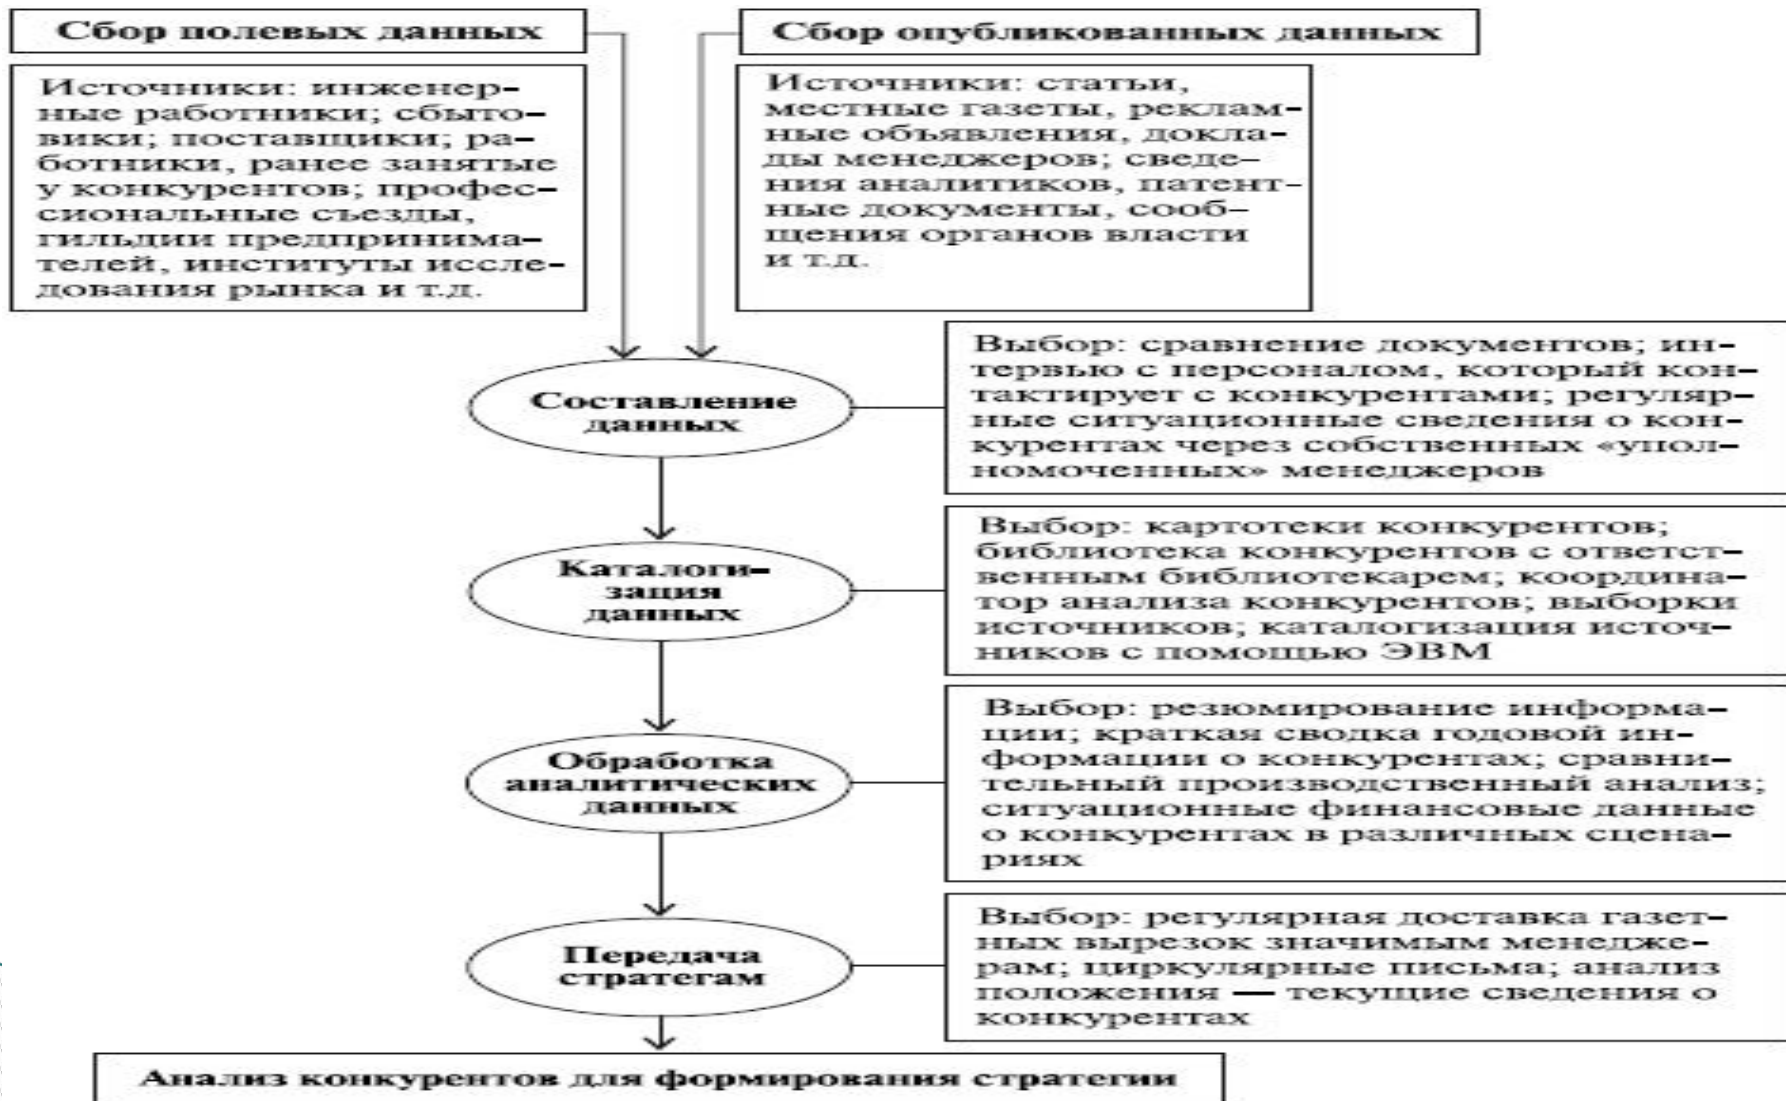 Сбор полевых данных
Источники: инженер-
ные работники; сбыто-
вики; поставщики; ра-
ботники, ранее занятые
у конкурентов; профес-
сиональные съезды,
гильдии предпринима-
телей, институты иссле-
дования рынка и т.д.
Сбор опубликованных данных
Источники: статьи,
местные газеты, реклам-
ные объявления, докла-
ды менеджеров; сведе-
ния аналитиков, патент-
ные документы, сооб-
щения органов власти
и т.д.
Составление
данных
Выбор: сравнение документов; ин-
тервью с персоналом, который кон-
тактирует с конкурентами; регуляр-
ные ситуационные сведения о кон-
курентах через собственных «упол-
номоченных» менеджеров
Каталоги-
зация
данных
Выбор: картотеки конкурентов;
библиотека конкурентов с ответст-
венным библиотекарем; координа-
тор анализа конкурентов; выборки
источников; каталогизация источ-
ников с помощью ЭВМ
Обработка
аналитических
данных
Выбор: резюмирование информа-
ции; краткая сводка годовой ин-
формации о конкурентах; сравни-
тельный производственный анализ;
ситуационные финансовые данные
о конкурентах в различных сцена-
риях
Передача
стратегам
Выбор: регулярная доставка газет-
ных вырезок значимым менедже-
рам; циркулярные письма; анализ
положения — текущие сведения о
конкурентах
Анализ конкурентов для формирования стратегии